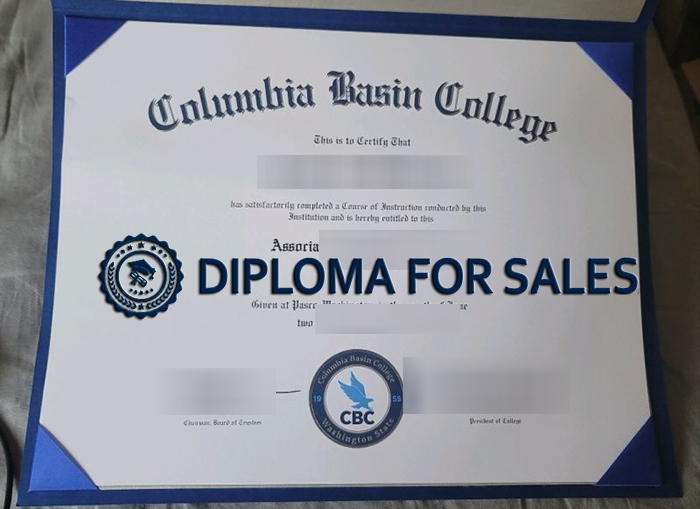 Columbia Basin College
This is to Certify That
has satisfactorily completed a Course of Instruction conducted by this
Institution and is hereby entitled to this
Associa
DIPLOMA FOR SALES
Given at Pasco
two
Columbia Basin College
19 55
CBC
Washington State
Chairman, Board of Trustees
President of College